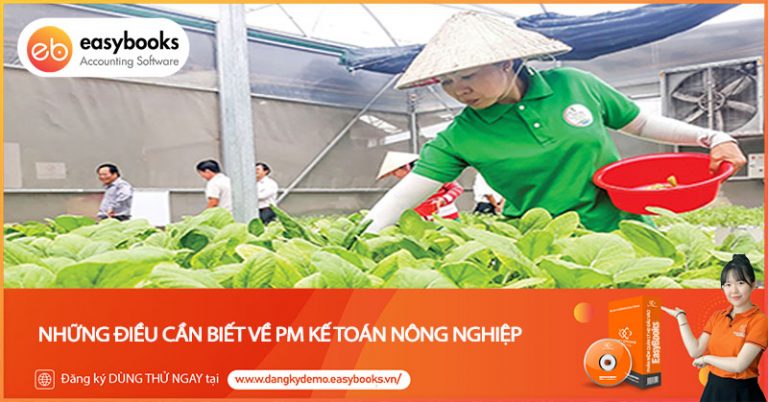 eb easybooks
Accounting Software
NHỮNG ĐIỀU CẦN BIẾT VỀ PM KẾ TOÁN NÔNG NGHIỆP
Đăng ký DÙNG THỬ NGAY tại www.dangkydemo.easybooks.vn/
EasyBooks